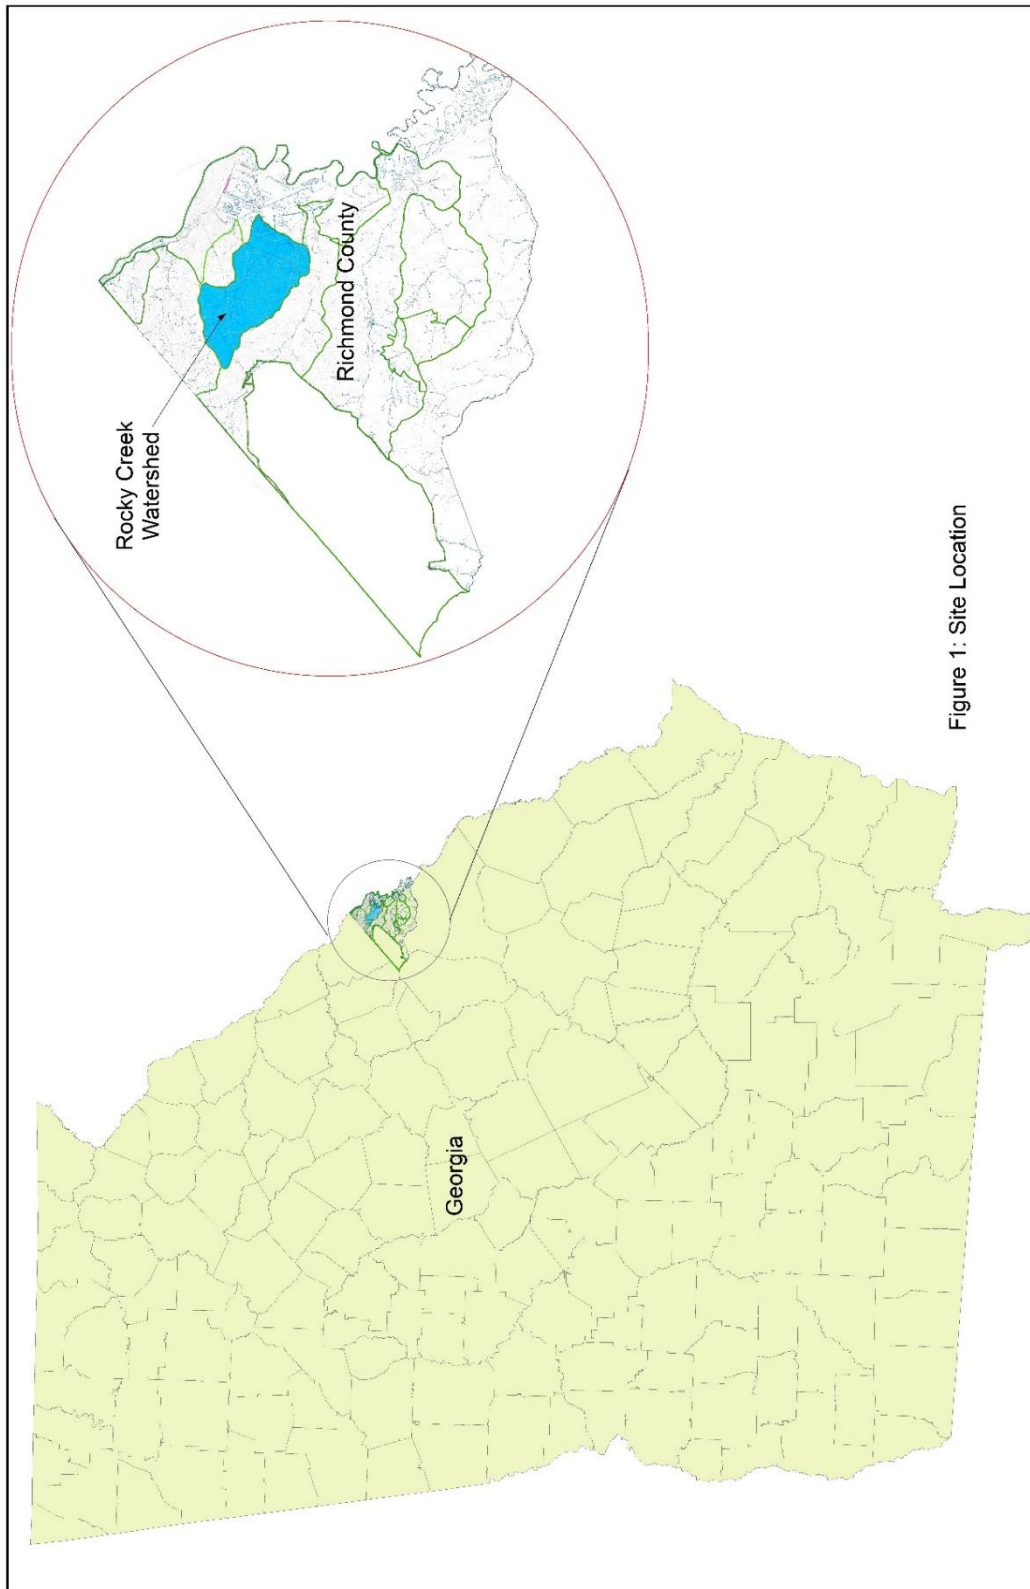 Rocky Creek
Watershed
Richmond County
Georgia
Figure 1: Site Location